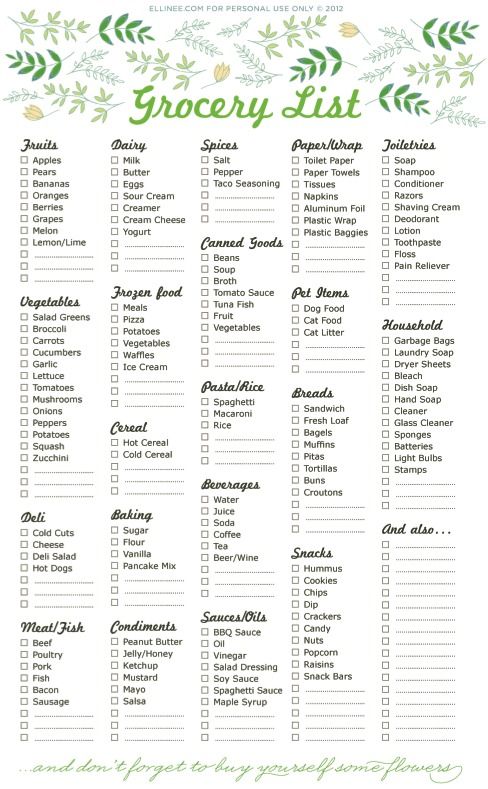 ELLINEE.COM FOR PERSONAL USE ONLY © 2012
Grocery List
Fruits
Apples
Pears
Bananas
Oranges
Berries
Grapes
Melon
Lemon/Lime
Vegetables
Salad Greens
Broccoli
Carrots
Cucumbers
Garlic
Lettuce
Tomatoes
Mushrooms
Onions
Peppers
Potatoes
Squash
Zucchini
Deli
Cold Cuts
Cheese
Deli Salad
Hot Dogs
Meat/Fish
Beef
Poultry
Pork
Fish
Bacon
Sausage
Dairy
Milk
Butter
Eggs
Sour Cream
Creamer
Cream Cheese
Yogurt
Frozen food
Meals
Pizza
Potatoes
Vegetables
Waffles
Ice Cream
Cereal
Hot Cereal
Cold Cereal
Baking
Sugar
Flour
Vanilla
Pancake Mix
Condiments
Peanut Butter
Jelly/Honey
Ketchup
Mustard
Mayo
Salsa
Spices
Salt
Pepper
Taco Seasoning
Canned Goods
Beans
Soup
Broth
Tomato Sauce
Tuna Fish
Fruit
Vegetables
Pasta/Rice
Spaghetti
Macaroni
Rice
Beverages
Water
Juice
Soda
Coffee
Tea
Beer/Wine
Sauces/Oils
BBQ Sauce
Oil
Vinegar
Salad Dressing
Soy Sauce
Spaghetti Sauce
Maple Syrup
Paper/Wrap
Toilet Paper
Paper Towels
Tissues
Napkins
Aluminum Foil
Plastic Wrap
Plastic Baggies
Pet Items
Dog Food
Cat Food
Cat Litter
Breads
Sandwich
Fresh Loaf
Bagels
Muffins
Pitas
Tortillas
Buns
Croutons
Snacks
Hummus
Cookies
Chips
Dip
Crackers
Candy
Nuts
Popcorn
Raisins
Snack Bars
Toiletries
Soap
Shampoo
Conditioner
Razors
Shaving Cream
Deodorant
Lotion
Toothpaste
Floss
Pain Reliever
Household
Garbage Bags
Laundry Soap
Dryer Sheets
Bleach
Dish Soap
Hand Soap
Cleaner
Glass Cleaner
Sponges
Batteries
Light Bulbs
Stamps
And also...
...and don't forget to buy yourself some flowers